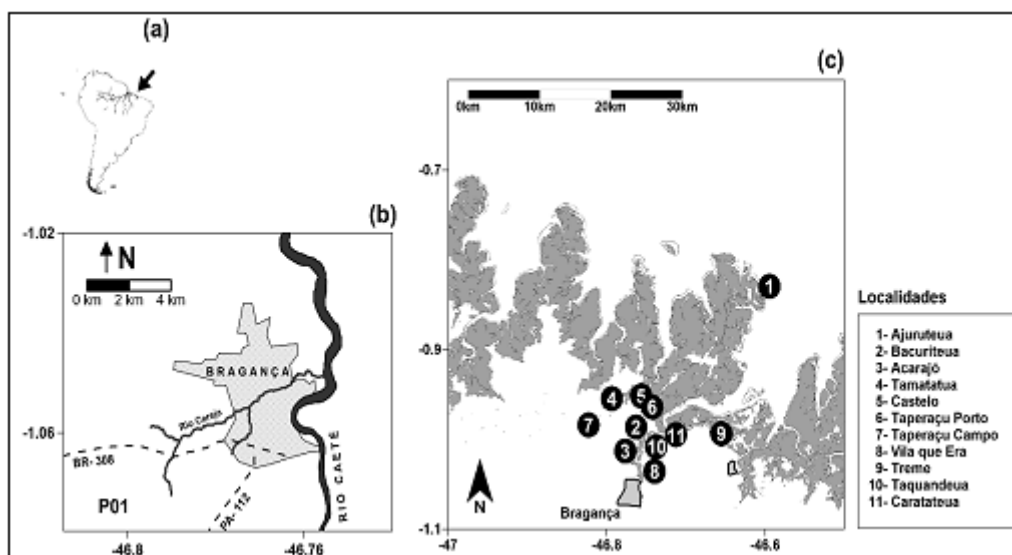 (a)
(b)
-1.02
N
0 km 2 km 4 km
BRAGANÇA
Rio Cereja
-1.06
BR- 308
P01
PA- 112
RIO CAETÉ
-46.8
-46.76
(c)
0km 10km 20km 30km
-0.7
-0.9
-1.1
1
4
5
6
7
2
3
10
11
9
8
N
Bragança
-47
-46.8
-46.6
Localidades
1- Ajuruteua
2- Bacuriteua
3- Acarajó
4- Tamatatua
5- Castelo
6- Taperaçu Porto
7- Taperaçu Campo
8- Vila que Era
9- Treme
10- Taquandeua
11- Caratateua